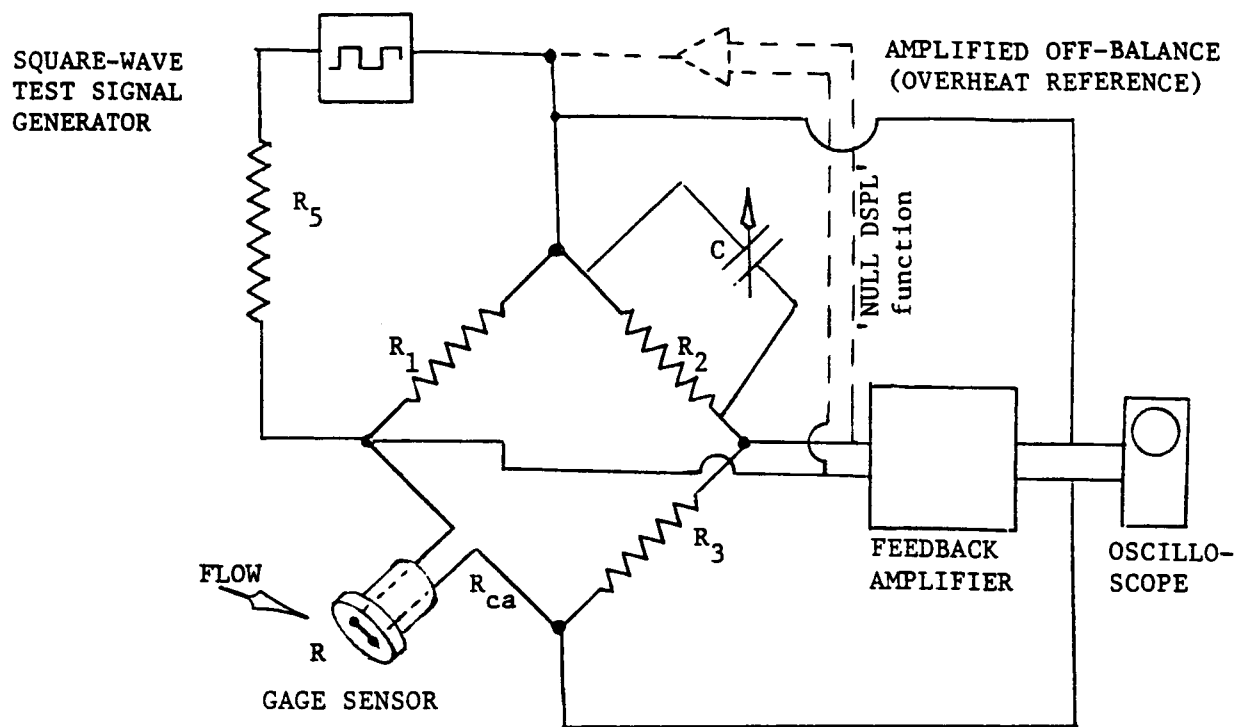 SQUARE-WAVE
TEST SIGNAL
GENERATOR
AMPLIFIED OFF-BALANCE
(OVERHEAT REFERENCE)
R5
'NULL DSPL'
function
C
R1
R2
R3
FLOW
Rca
R
GAGE SENSOR
FEEDBACK
AMPLIFIER
OSCILLO-
SCOPE